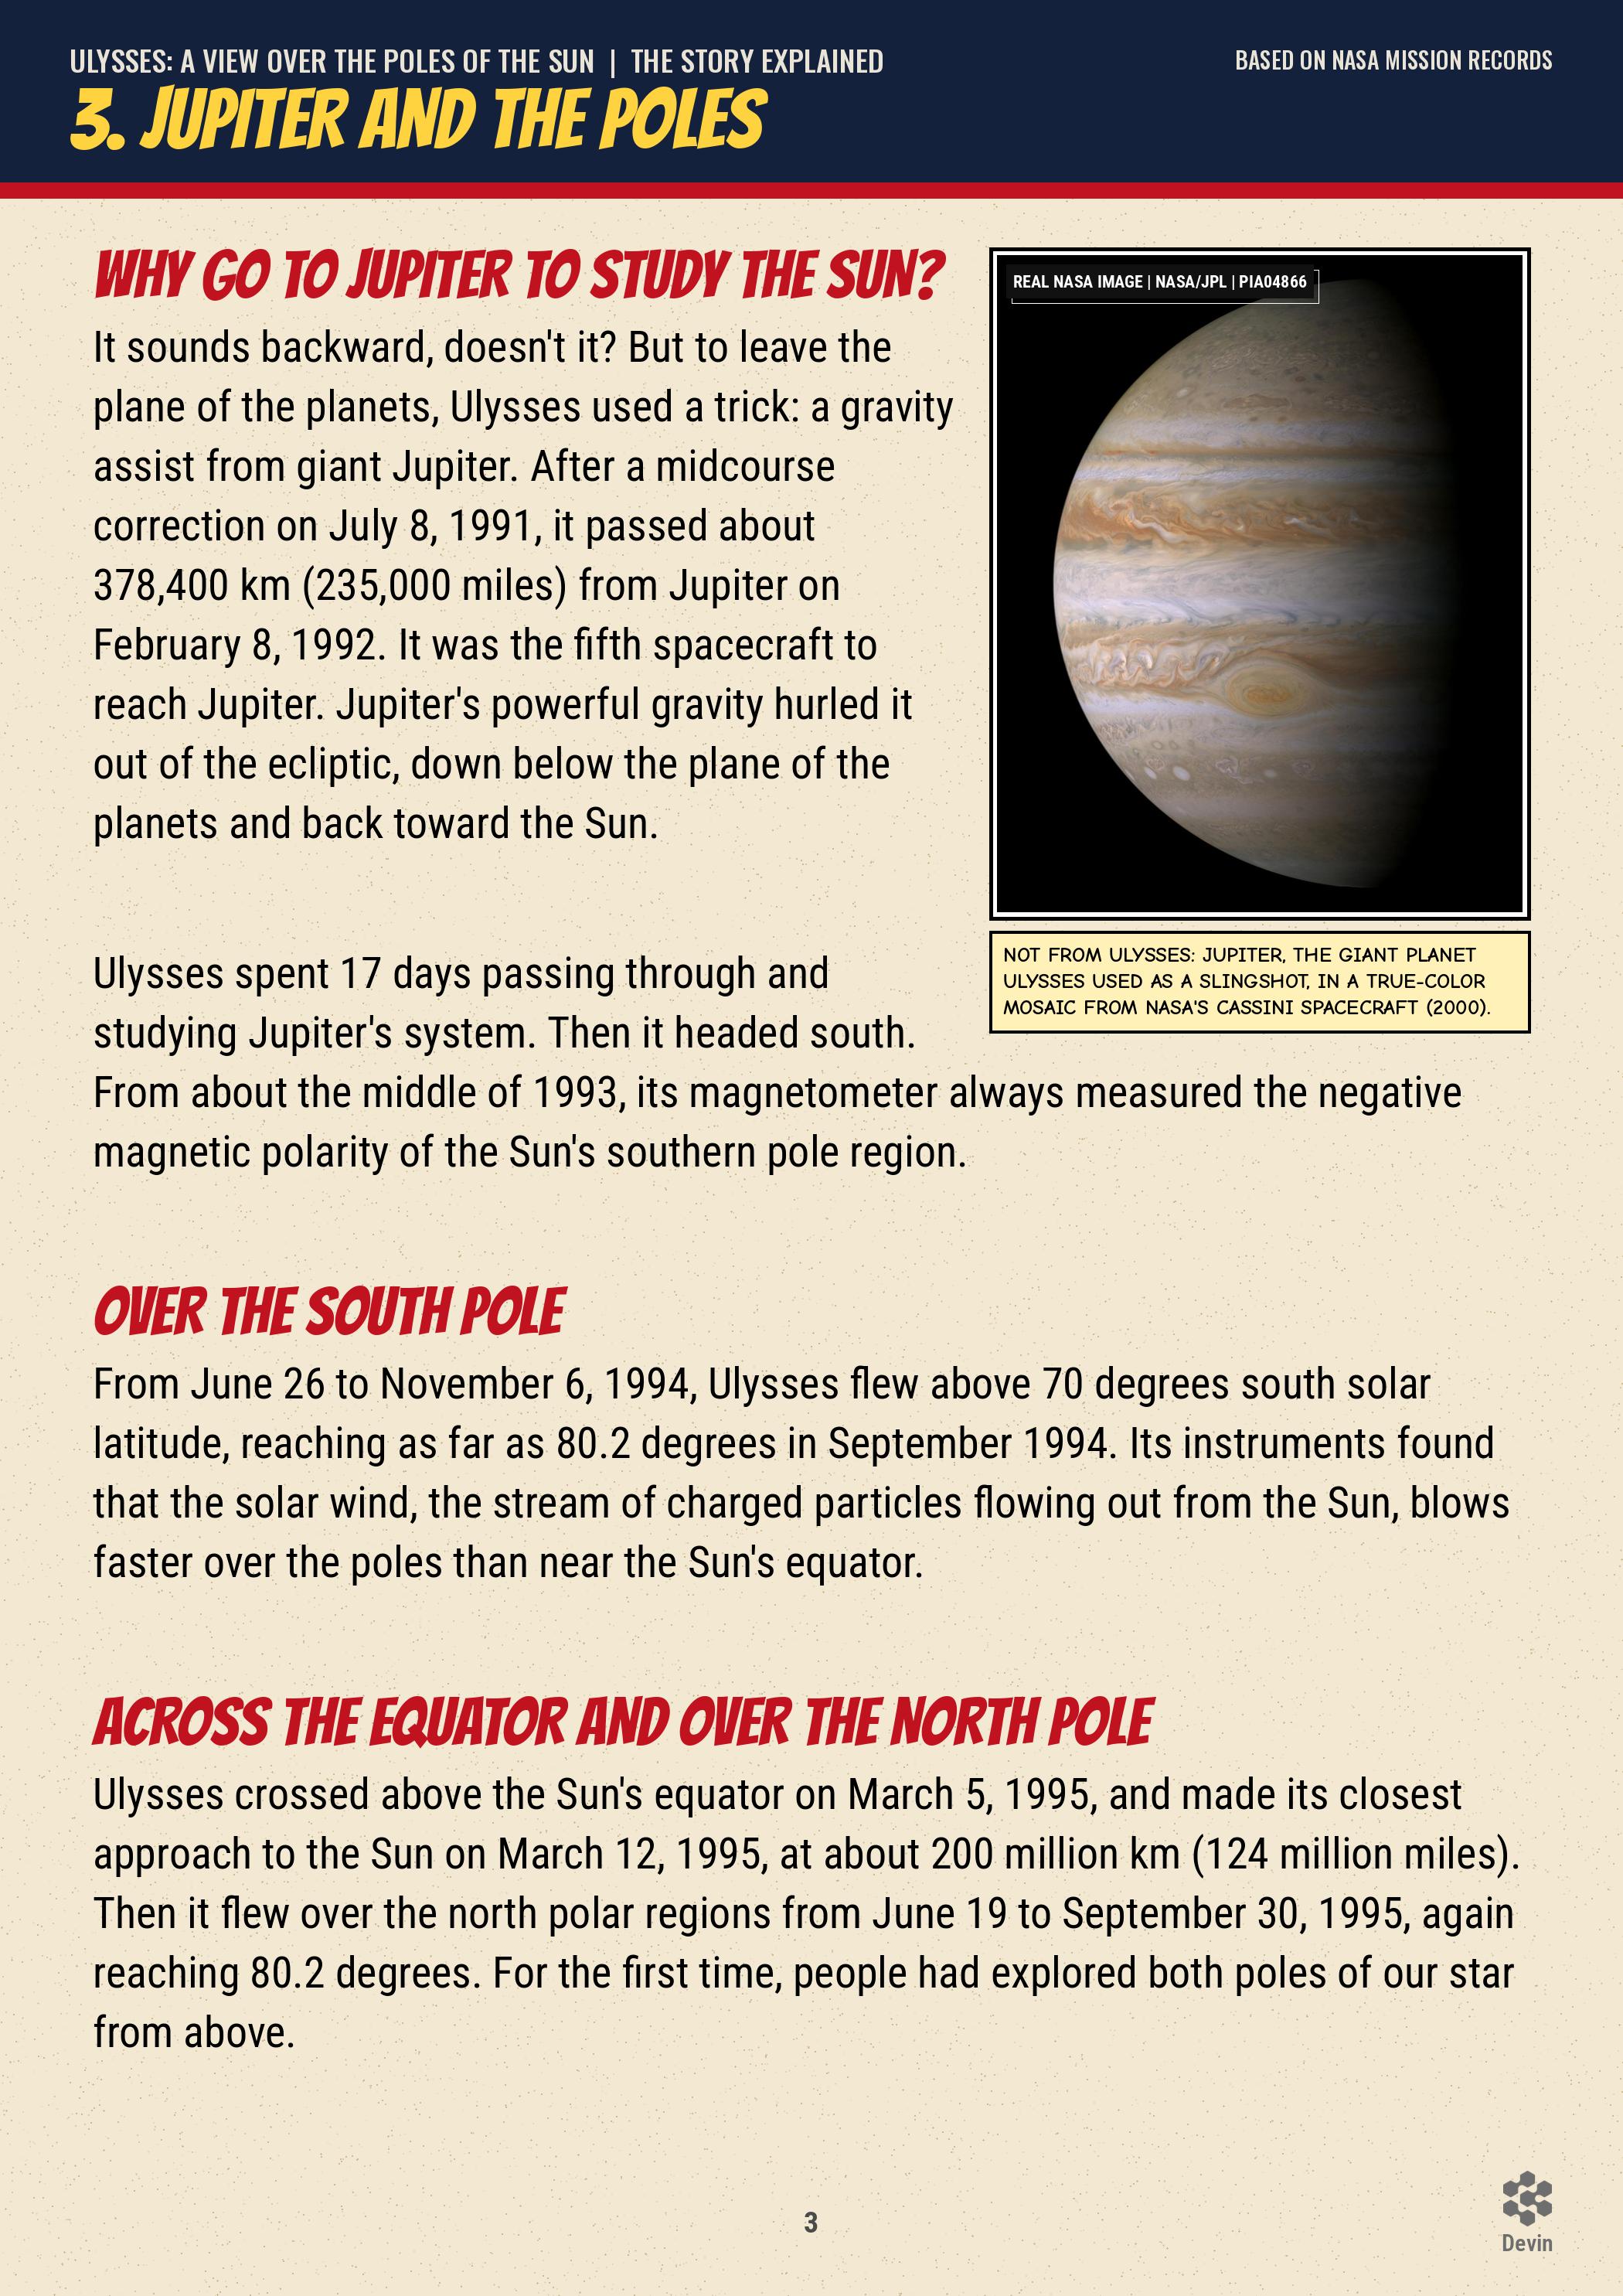 ULYSSES: A VIEW OVER THE POLES OF THE SUN | THE STORY EXPLAINED
BASED ON NASA MISSION RECORDS
3. JUPITER AND THE POLES
WHY GO TO JUPITER TO STUDY THE SUN?
It sounds backward, doesn't it? But to leave the
plane of the planets, Ulysses used a trick: a gravity
assist from giant Jupiter. After a midcourse
correction on July 8, 1991, it passed about
378,400 km (235,000 miles) from Jupiter on
February 8, 1992. It was the fifth spacecraft to
reach Jupiter. Jupiter's powerful gravity hurled it
out of the ecliptic, down below the plane of the
planets and back toward the Sun.
REAL NASA IMAGE | NASA/JPL | PIA04866
NOT FROM ULYSSES: JUPITER, THE GIANT PLANET
ULYSSES USED AS A SLINGSHOT, IN A TRUE-COLOR
MOSAIC FROM NASA'S CASSINI SPACECRAFT (2000).
Ulysses spent 17 days passing through and
studying Jupiter's system. Then it headed south.
From about the middle of 1993, its magnetometer always measured the negative
magnetic polarity of the Sun's southern pole region.
OVER THE SOUTH POLE
From June 26 to November 6, 1994, Ulysses flew above 70 degrees south solar
latitude, reaching as far as 80.2 degrees in September 1994. Its instruments found
that the solar wind, the stream of charged particles flowing out from the Sun, blows
faster over the poles than near the Sun's equator.
ACROSS THE EQUATOR AND OVER THE NORTH POLE
Ulysses crossed above the Sun's equator on March 5, 1995, and made its closest
approach to the Sun on March 12, 1995, at about 200 million km (124 million miles).
Then it flew over the north polar regions from June 19 to September 30, 1995, again
reaching 80.2 degrees. For the first time, people had explored both poles of our star
from above.
3
Devin